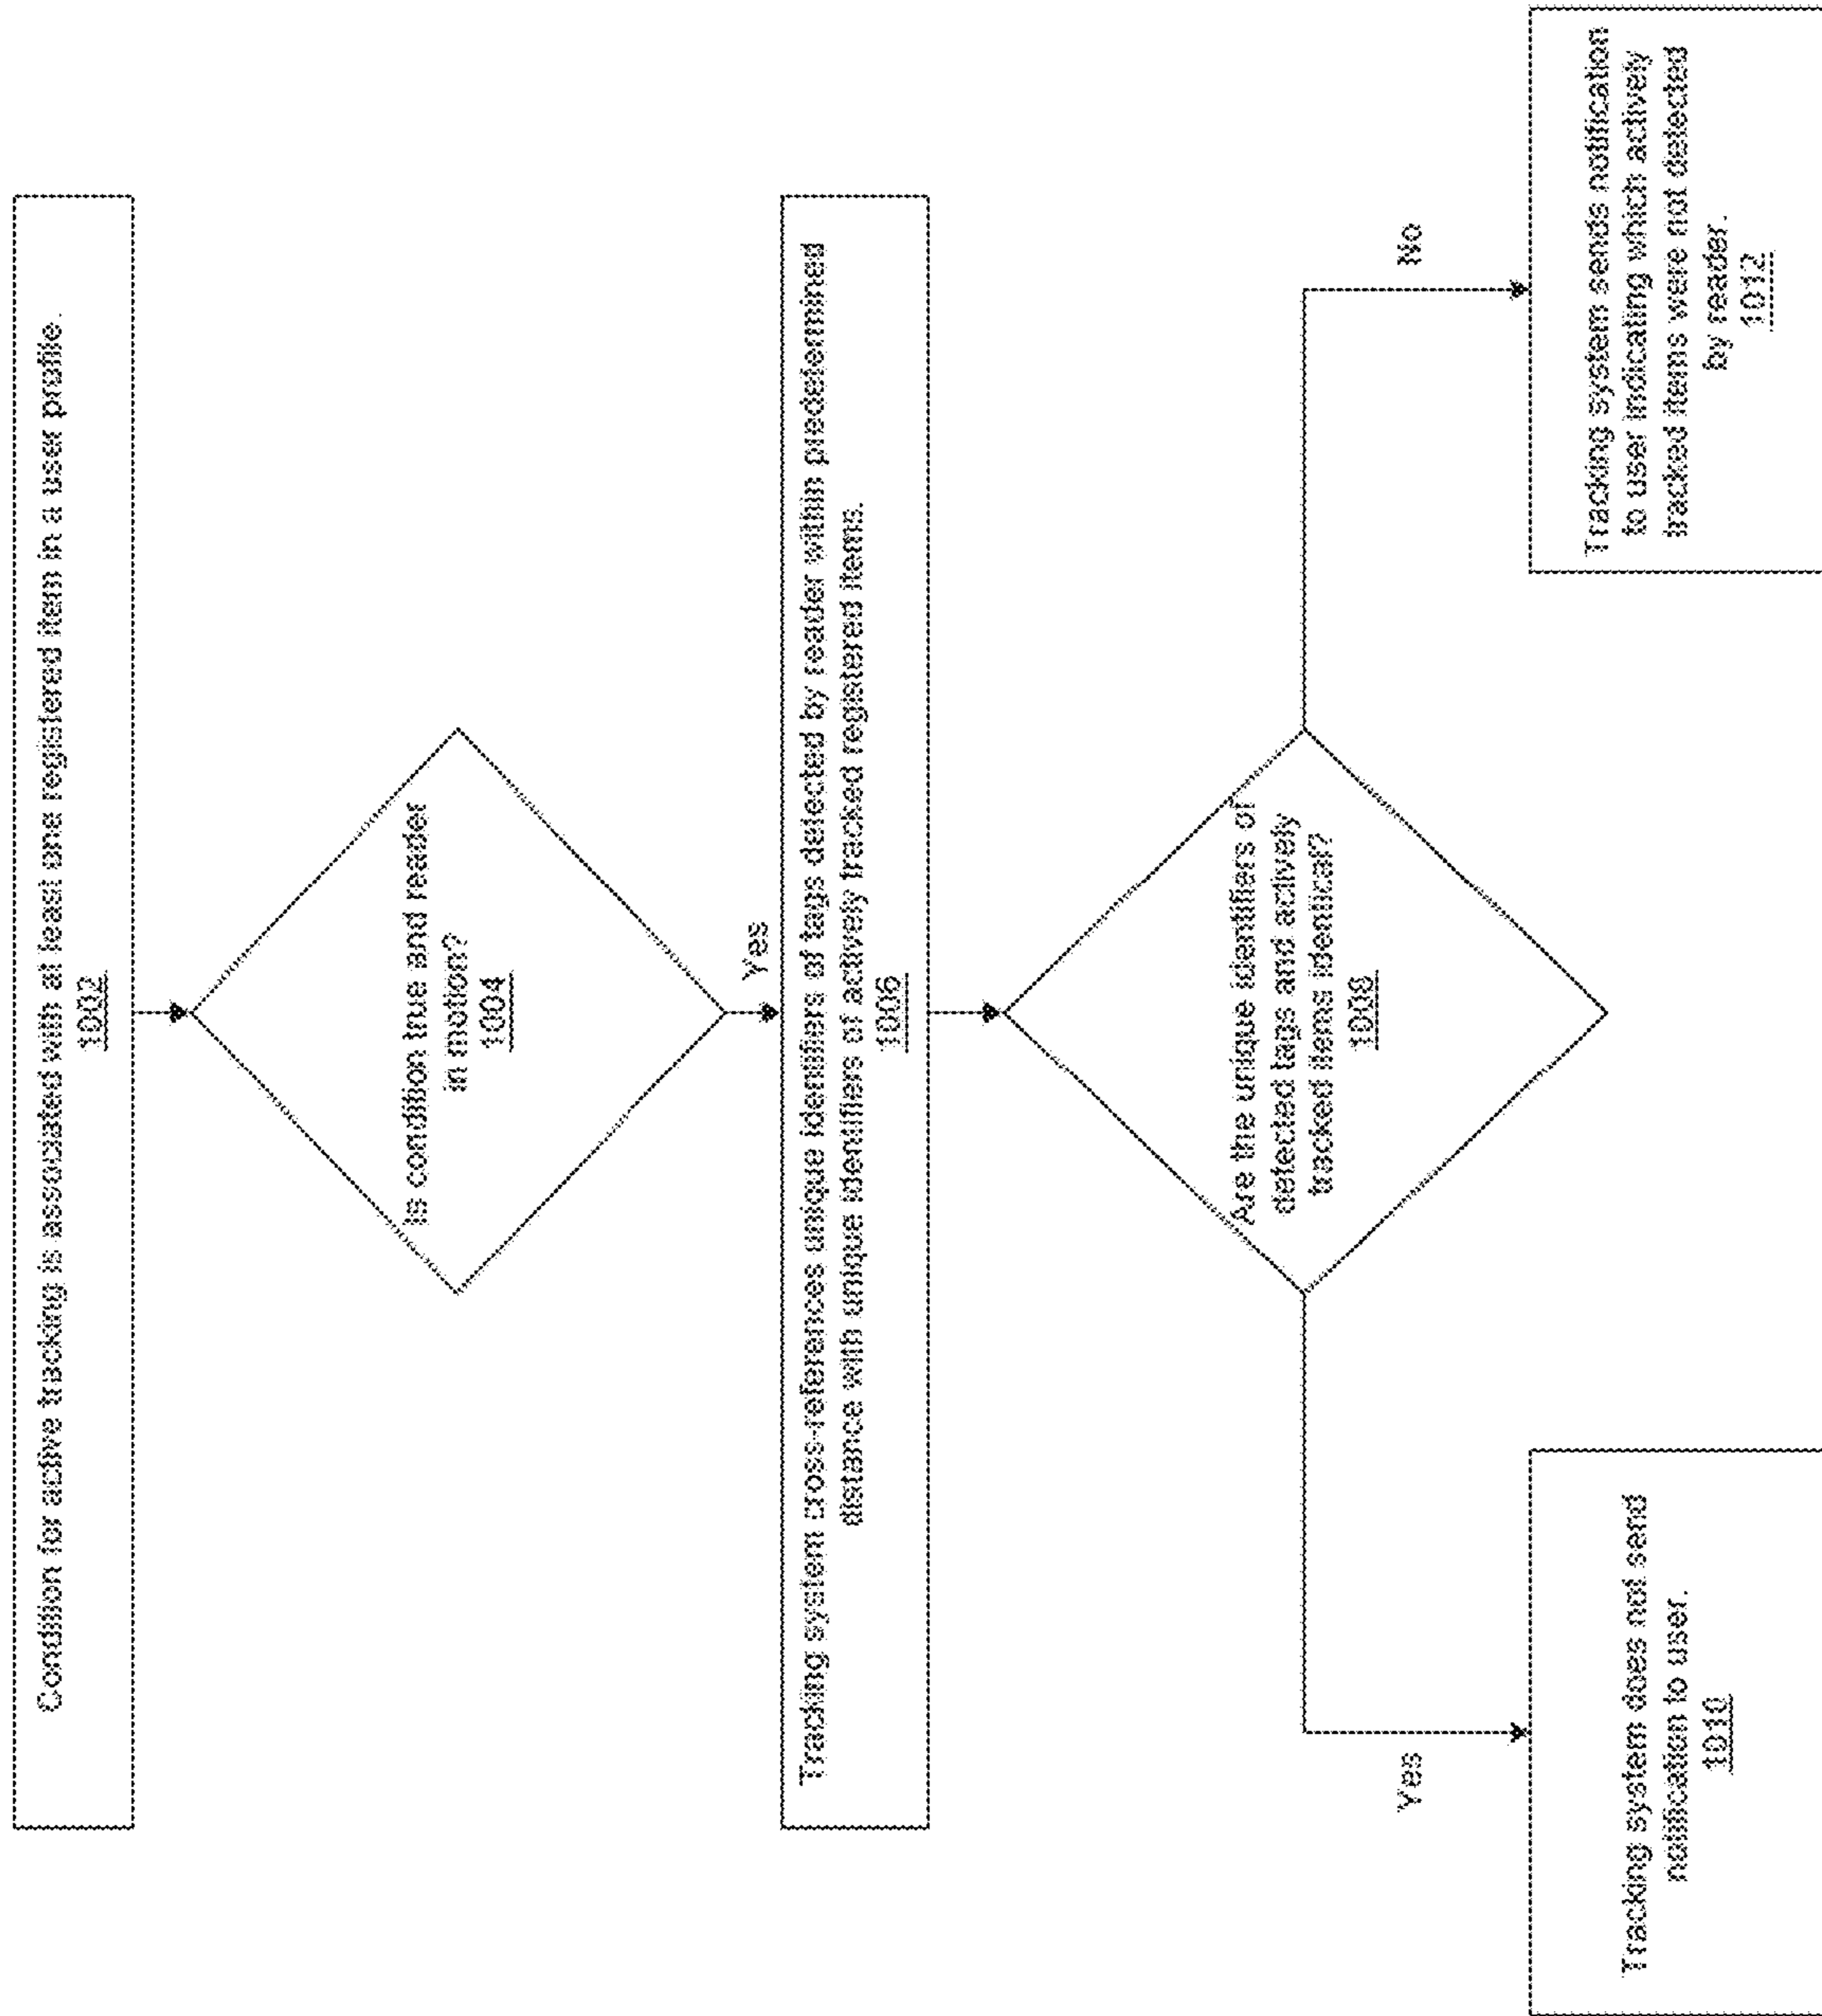 Condition for active tracking is associated with at least one registered item in a user profile.
1002
Is condition true and reader
in motion?
1004
Yes
Tracking system cross-references unique identifiers of tags detected by reader within predetermined
distance with unique identifiers of actively tracked registered items.
1006
Are the unique identifiers of
detected tags and actively
tracked items identical?
1008
Yes
No
Tracking system does not send
notification to user.
1010
Tracking system sends notification
to user indicating which actively
tracked items were not detected
by reader.
1012